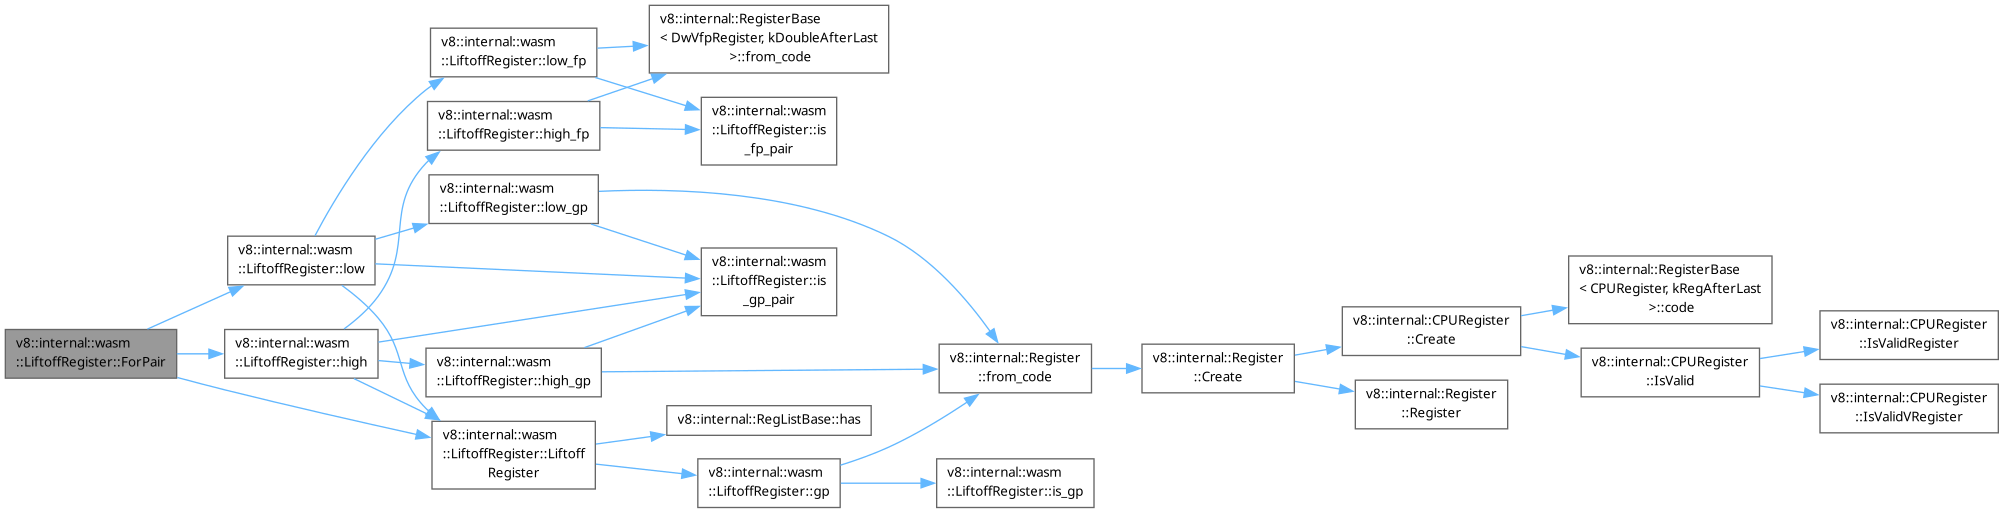 v8::internal::wasm
::LiftoffRegister::ForPair
v8::internal::wasm
::LiftoffRegister::low
v8::internal::wasm
::LiftoffRegister::high
v8::internal::wasm
::LiftoffRegister::low_fp
v8::internal::wasm
::LiftoffRegister::high_fp
v8::internal::wasm
::LiftoffRegister::low_gp
v8::internal::wasm
::LiftoffRegister::high_gp
v8::internal::wasm
::LiftoffRegister::Liftoff
Register
v8::internal::RegisterBase
< DwVfpRegister, kDoubleAfterLast
>::from_code
v8::internal::wasm
::LiftoffRegister::is
_fp_pair
v8::internal::wasm
::LiftoffRegister::is
_gp_pair
v8::internal::RegListBase::has
v8::internal::wasm
::LiftoffRegister::gp
v8::internal::Register
::from_code
v8::internal::wasm
::LiftoffRegister::is_gp
v8::internal::Register
::Create
v8::internal::CPURegister
::Create
v8::internal::Register
::Register
v8::internal::RegisterBase
< CPURegister, kRegAfterLast
>::code
v8::internal::CPURegister
::IsValid
v8::internal::CPURegister
::IsValidRegister
v8::internal::CPURegister
::IsValidVRegister